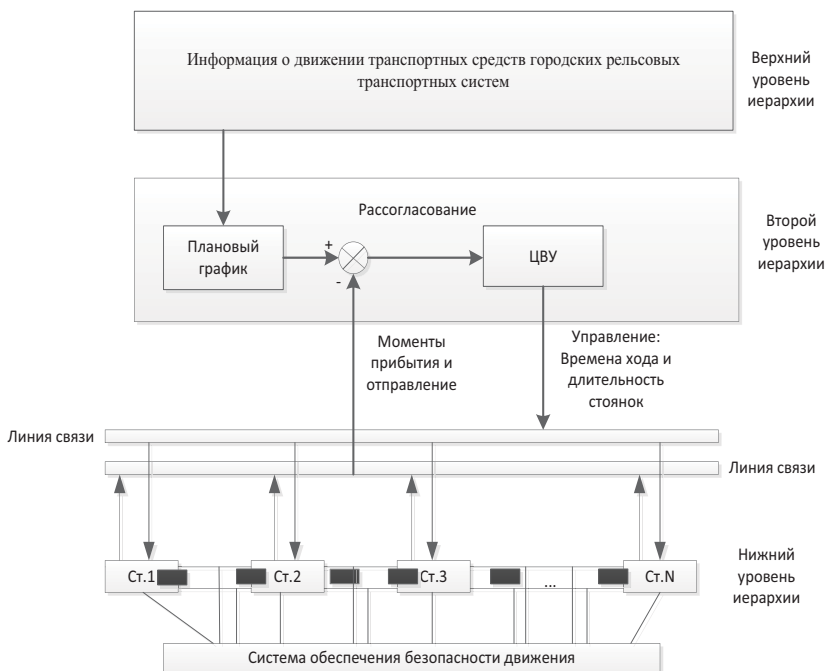 Информация о движении транспортных средств городских рельсовых
транспортных систем
Верхний
уровень
иерархии
Рассогласование
Плановый
график
+
-
ЦВУ
Второй
уровень
иерархии
Моменты
прибытия и
отправление
Управление:
Времена хода и
длительность
стоянок
Линия связи
Линия связи
Ст.1
Ст.2
Ст.3
...
Ст.N
Нижний
уровень
иерархии
Система обеспечения безопасности движения